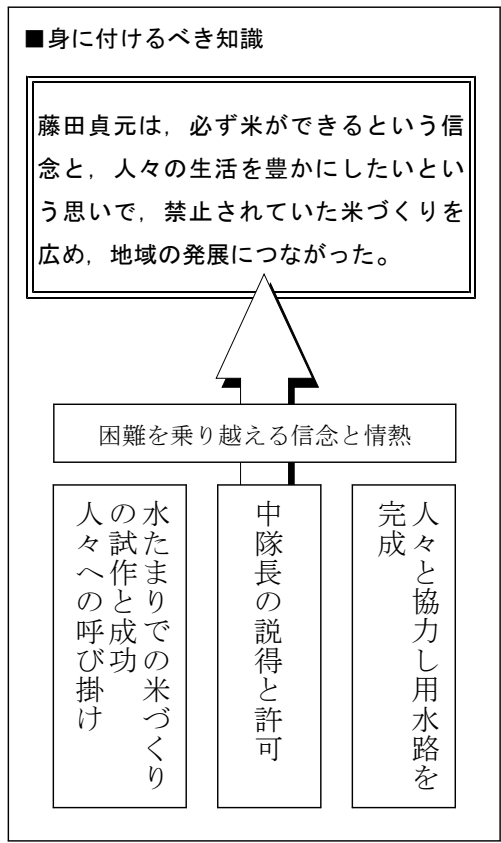 ■身に付けるべき知識
藤田貞元は，必ず米ができるという信
念と，人々の生活を豊かにしたいとい
う思いで，禁止されていた米づくりを
広め，地域の発展につながった。
困難を乗り越える信念と情熱
人々と協力し用水路を
完成
中隊長の説得と許可
水たまりでの米づくり
の試作と成功
人々への呼び掛け